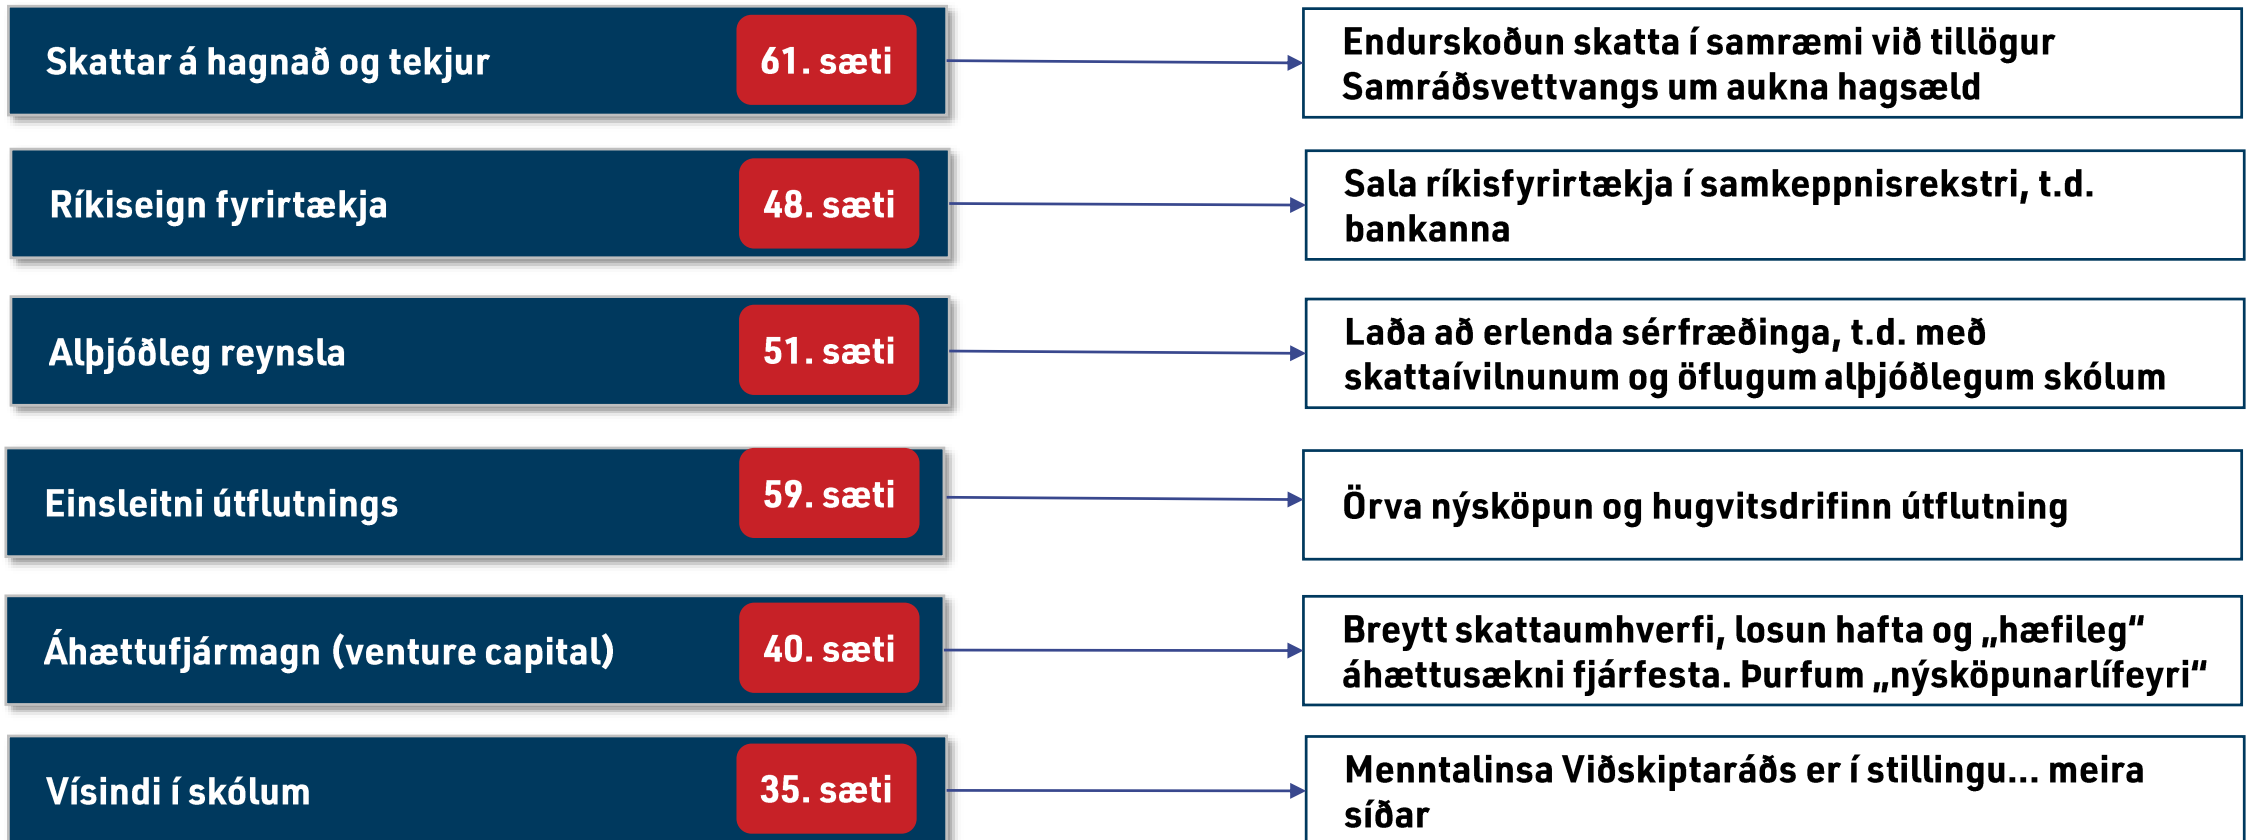 Skattar á hagnað og tekjur
61. sæti
Endurskoðun skatta í samræmi við tillögur
Samráðsvettvangs um aukna hagsæld
Ríkiseign fyrirtækja
48. sæti
Sala ríkisfyrirtækja í samkeppnisrekstri, t.d.
bankanna
Alþjóðleg reynsla
51. sæti
Laða að erlenda sérfræðinga, t.d. með
skattaívilnunum og öflugum alþjóðlegum skólum
Einsleitni útflutnings
59. sæti
Örva nýsköpun og hugvitsdrifinn útflutning
Áhættufjármagn (venture capital)
40. sæti
Breytt skattaumhverfi, losun hafta og „hæfileg“
áhættusækni fjárfesta. Þurfum „nýsköpunarlífeyri“
Vísindi í skólum
35. sæti
Menntalinsa Viðskiptaráðs er í stillingu... meira
síðar